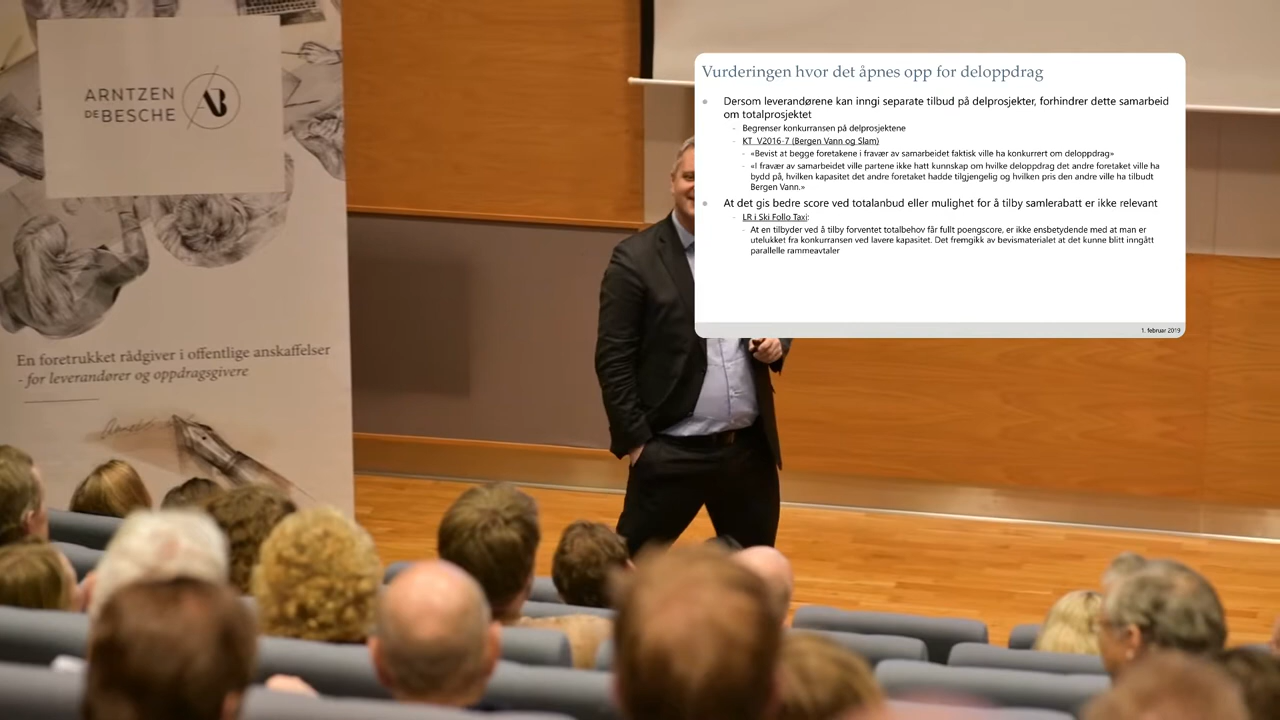 ARNTZEN
DE BESCHE
En foretrukket rådgiver i offentlige anskaffelser
- for leverandører og oppdragsgivere
Vurderingen hvor det åpnes opp for deloppdrag
Dersom leverandørene kan inngi separate tilbud på delprosjekter, forhindrer dette samarbeid
om totalprosjektet
- Begrenser konkurransen på delprosjektene
- KT V2016-7 (Bergen Vann og Slam)
- «Bevist at begge foretakene i fravær av samarbeidet faktisk ville ha konkurrert om deloppdrag»
- «I fravær av samarbeidet ville partene ikke hatt kunnskap om hvilke deloppdrag det andre foretaket ville ha
bydd på, hvilken kapasitet det andre foretaket hadde tilgjengelig og hvilken pris den andre ville ha tilbudt
Bergen Vann.»
At det gis bedre score ved totalanbud eller mulighet for å tilby samlerabatt er ikke relevant
- LR i Ski Follo Taxi:
- At en tilbyder ved å tilby forventet totalbehov får fullt poengscore, er ikke ensbetydende med at man er
utelukket fra konkurransen ved lavere kapasitet. Det fremgikk av bevismaterialet at det kunne blitt inngått
parallelle rammeavtaler
1. februar 2019